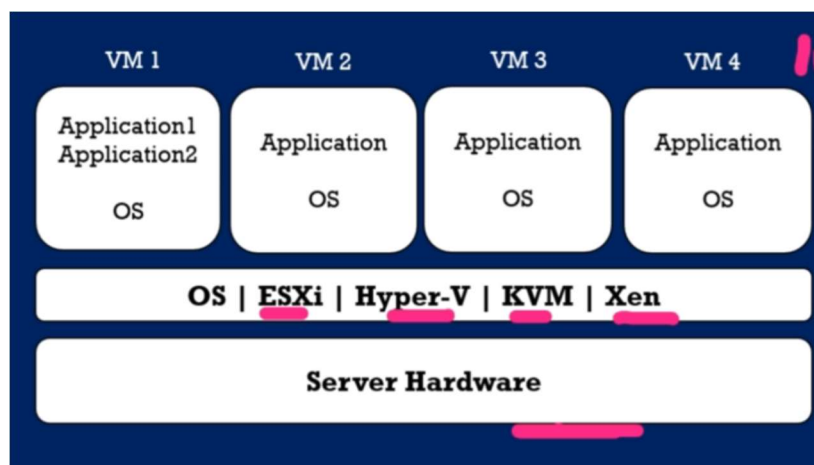 VM 1
VM 2
VM 3
VM 4
Application1
Application2
OS
Application
OS
Application
OS
Application
OS
OS | ESXi | Hyper-V | KVM | Xen
Server Hardware